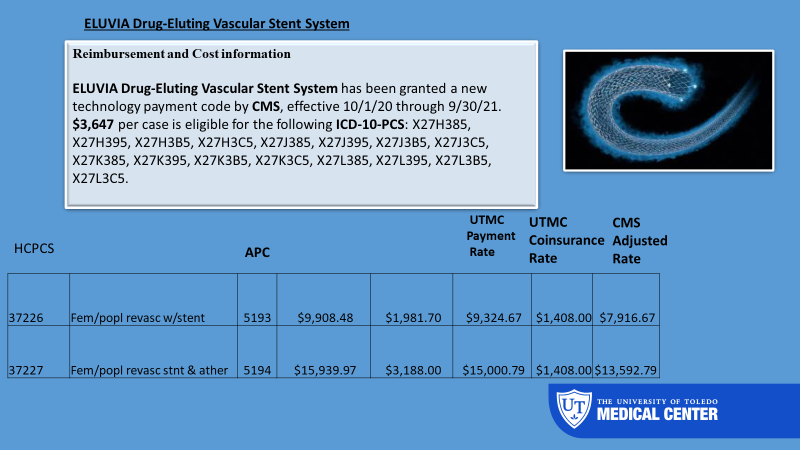 ELUVIA Drug-Eluting Vascular Stent System
Reimbursement and Cost information
ELUVIA Drug-Eluting Vascular Stent System has been granted a new
technology payment code by CMS, effective 10/1/20 through 9/30/21.
$3,647 per case is eligible for the following ICD-10-PCS: X27H385,
X27H395, X27H3B5, X27H3C5, X27J385, X27J395, X27J3B5, X27J3C5,
X27K385, X27K395, X27K3B5, X27K3C5, X27L385, X27L395, X27L3B5,
X27L3C5.
HCPCS APC UTMC Payment Rate UTMC Coinsurance Rate CMS Adjusted Rate
37226 Fem/popl revasc w/stent 5193 $9,908.48 $1,981.70 $9,324.67 $1,408.00 $7,916.67
37227 Fem/popl revasc stnt & ather 5194 $15,939.97 $3,188.00 $15,000.79 $1,408.00 $13,592.79
UT
THE UNIVERSITY OF TOLEDO
MEDICAL CENTER